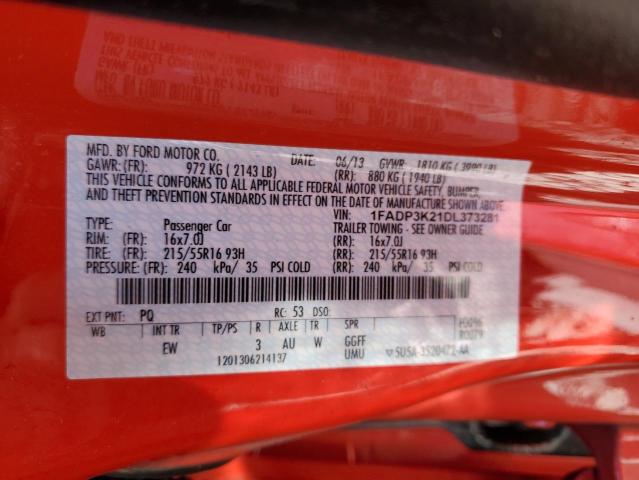 MFD. BY FORD MOTOR CO. DATE: 06/13 GVWR: 1810 KG ( 3990 LB)
GAWR: (FR): 972 KG ( 2143 LB) (RR): 880 KG ( 1940 LB)
THIS VEHICLE CONFORMS TO ALL APPLICABLE FEDERAL MOTOR VEHICLE SAFETY, BUMPER,
AND THEFT PREVENTION STANDARDS IN EFFECT ON THE DATE OF MANUFACTURE SHOWN ABOVE.
VIN: 1FADP3K21DL373281
TYPE: Passenger Car TRAILER TOWING - SEE OWNER GUIDE
RIM: (FR): 16x7.0J (RR): 16x7.0J
TIRE: (FR): 215/55R16 93H (RR): 215/55R16 93H
PRESSURE: (FR): 240 kPa/ 35 PSI COLD (RR): 240 kPa/ 35 PSI COLD
EXT PNT: PQ RC: 53 DSO:
WB INT TR TP/PS R AXLE TR SPR
EW 3 AU W GGFF
1201306214137 UMU 5U5A-3520472-AA